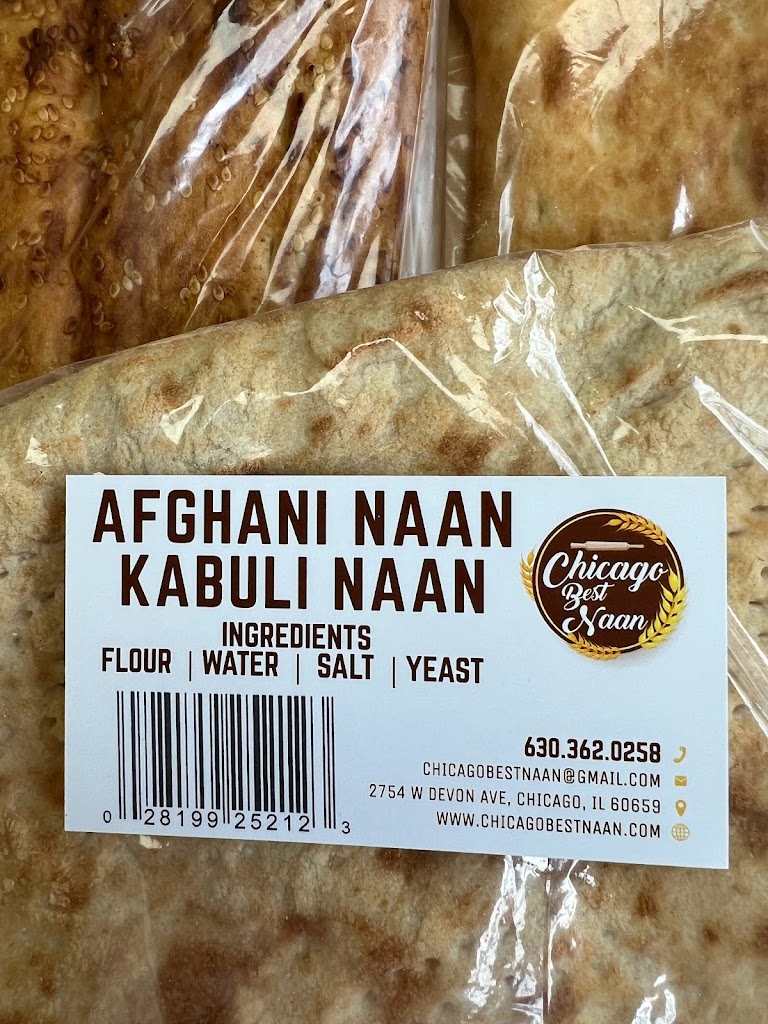 AFGHANI NAAN
KABULI NAAN
INGREDIENTS
FLOUR | WATER | SALT | YEAST
Chicago
Best
Naan
630.362.0258
CHICAGOBESTNAAN@GMAIL.COM
2754 W DEVON AVE, CHICAGO, IL 60659
WWW.CHICAGOBESTNAAN.COM
0 28199 25212 3